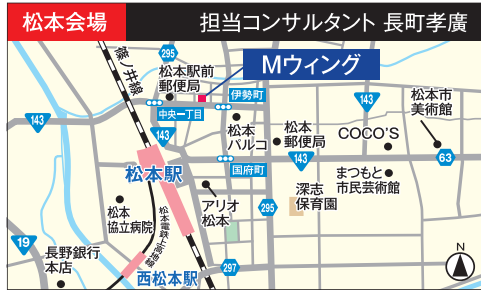 松本会場
担当コンサルタント 長町孝廣
篠ノ井線
295
松本駅前
郵便局
Mウィング
伊勢町
143
松本市
美術館
中央一丁目
143
143
松本
パルコ
松本
郵便局
COCO'S
143
63
松本駅
国府町
まつもと
市民芸術館
アリオ
松本
深志
保育園
松本
協立病院
松本電鉄上高地線
295
19
長野銀行
本店
西松本駅
297
N